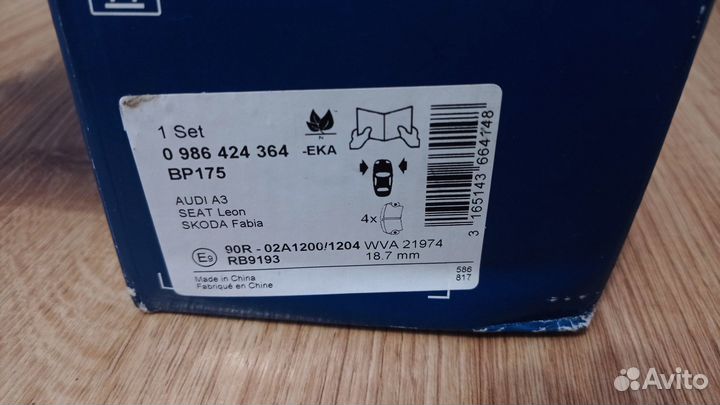 1 Set
0 986 424 364 -EKA
BP175
AUDI A3
SEAT Leon
SKODA Fabia
4x
E9 90R - 02A1200/1204 WVA 21974
RB9193 18.7 mm
Made in China
Fabriqué en Chine
586
817
3 165143 664148
N
Avito